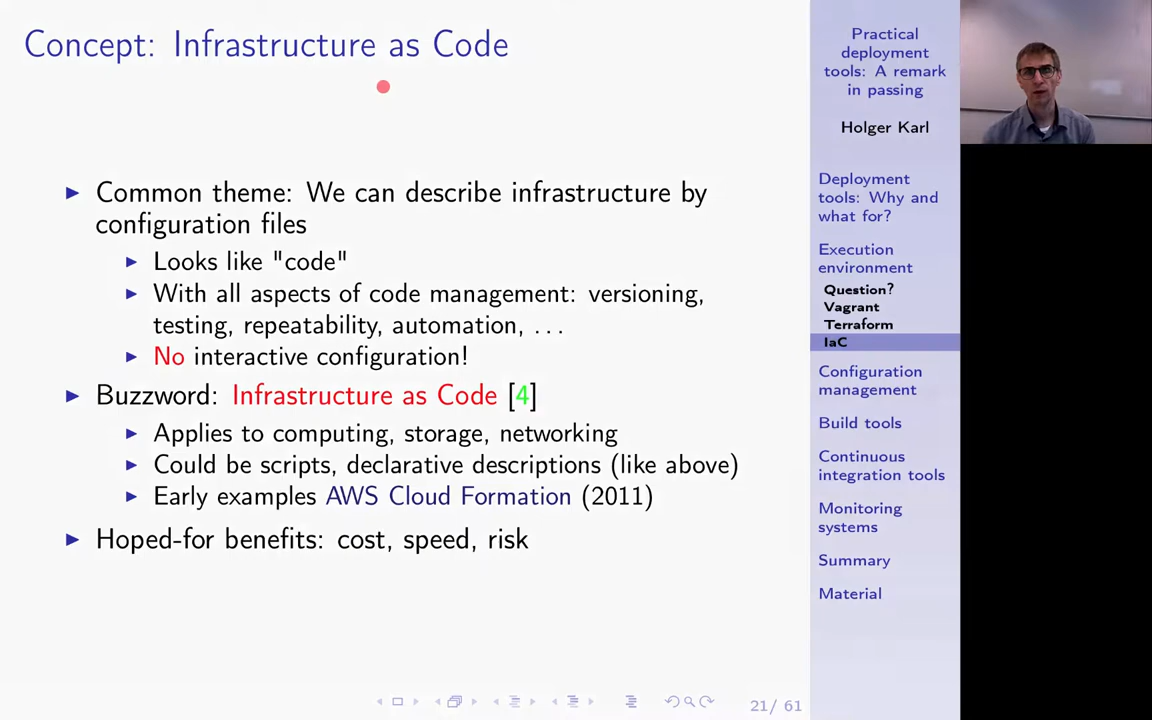 Concept: Infrastructure as Code
Common theme: We can describe infrastructure by
configuration files
Looks like "code"
With all aspects of code management: versioning,
testing, repeatability, automation, ...
No interactive configuration!
Buzzword: Infrastructure as Code [4]
Applies to computing, storage, networking
Could be scripts, declarative descriptions (like above)
Early examples AWS Cloud Formation (2011)
Hoped-for benefits: cost, speed, risk
21/ 61
Practical
deployment
tools: A remark
in passing
Holger Karl
Deployment
tools: Why and
what for?
Execution
environment
Question?
Vagrant
Terraform
IaC
Configuration
management
Build tools
Continuous
integration tools
Monitoring
systems
Summary
Material